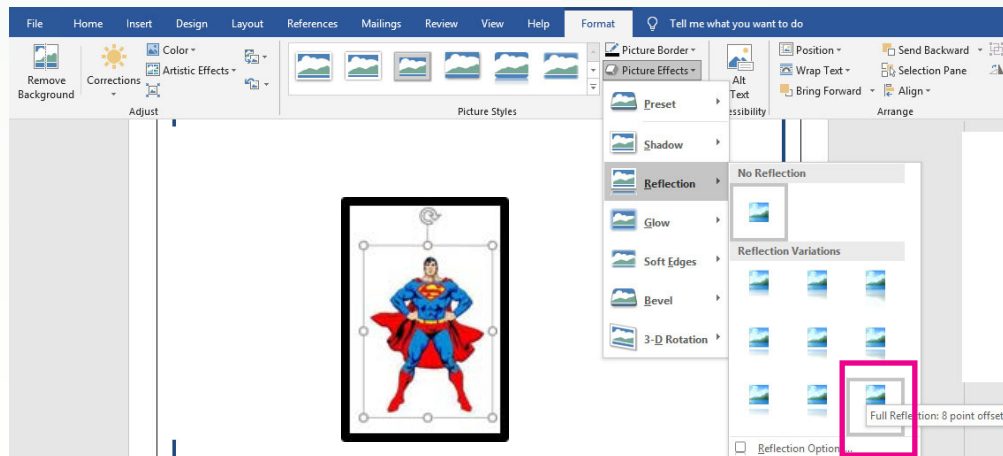 File Home Insert Design Layout References Mailings Review View Help Format Tell me what you want to do
Remove Background
Corrections
Color
Artistic Effects
Adjust
Picture Styles
Picture Border
Picture Effects
Alt Text
Position
Wrap Text
Bring Forward
Send Backward
Selection Pane
Align
Arrange
Preset
Shadow
Reflection
Glow
Soft Edges
Bevel
3-D Rotation
No Reflection
Reflection Variations
Full Reflection: 8 point offset
Reflection Options...